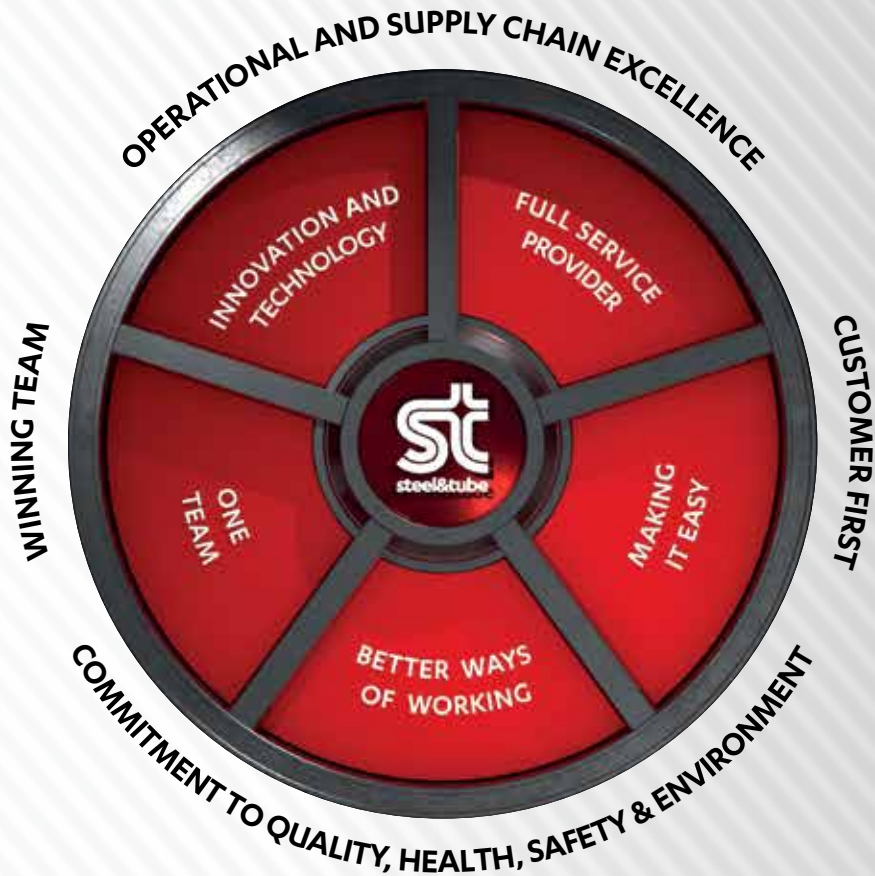 OPERATIONAL AND SUPPLY CHAIN EXCELLENCE
INNOVATION AND
TECHNOLOGY
FULL SERVICE
PROVIDER
WINNING TEAM
CUSTOMER FIRST
st
steel&tube
ONE
TEAM
MAKING
IT EASY
BETTER WAYS
OF WORKING
COMMITMENT TO QUALITY, HEALTH, SAFETY & ENVIRONMENT